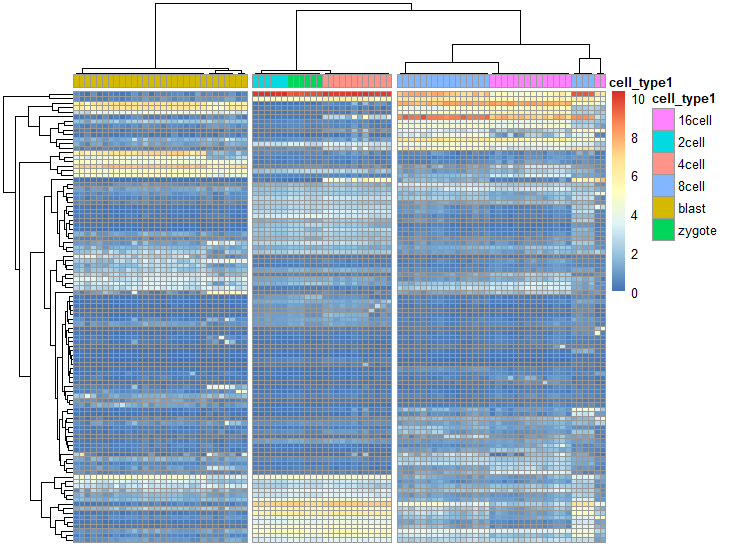 cell_type1
10
8
6
4
2
0
cell_type1
16cell
2cell
4cell
8cell
blast
zygote